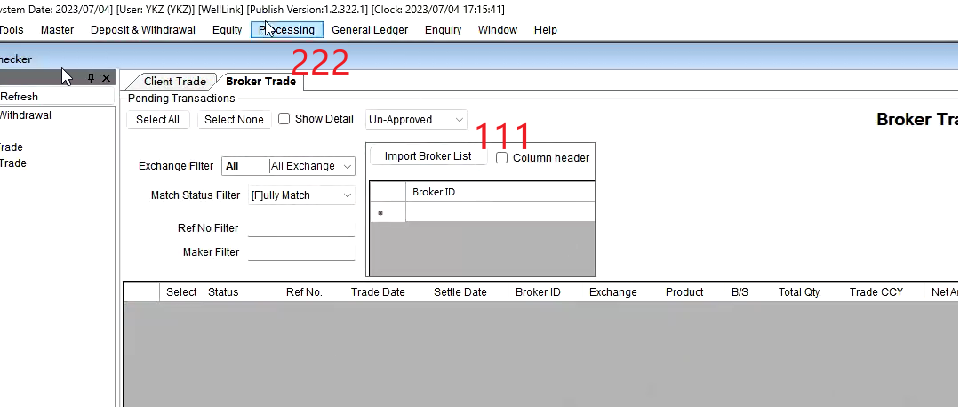 ystem Date: 2023/07/04] [User: YKZ (YKZ)] [Wel Link] [Publish Version:1.2.322.1] [Clock: 2023/07/04 17:15:41]
Tools Master Deposit & Withdrawal Equity Processing General Ledger Enquiry Window Help
hecker
222
Refresh
Client Trade Broker Trade
Pending Transactions
Withdrawal
Select All Select None Show Detail Un-Approved
Broker Tra
111
rade
Trade
Import Broker List Column header
Exchange Filter All All Exchange
Match Status Filter [F]ully Match
Broker ID
Ref No Filter
Maker Filter
Select Status Ref No. Trade Date Settle Date Broker ID Exchange Product B/S Total Qty Trade CCY Net A